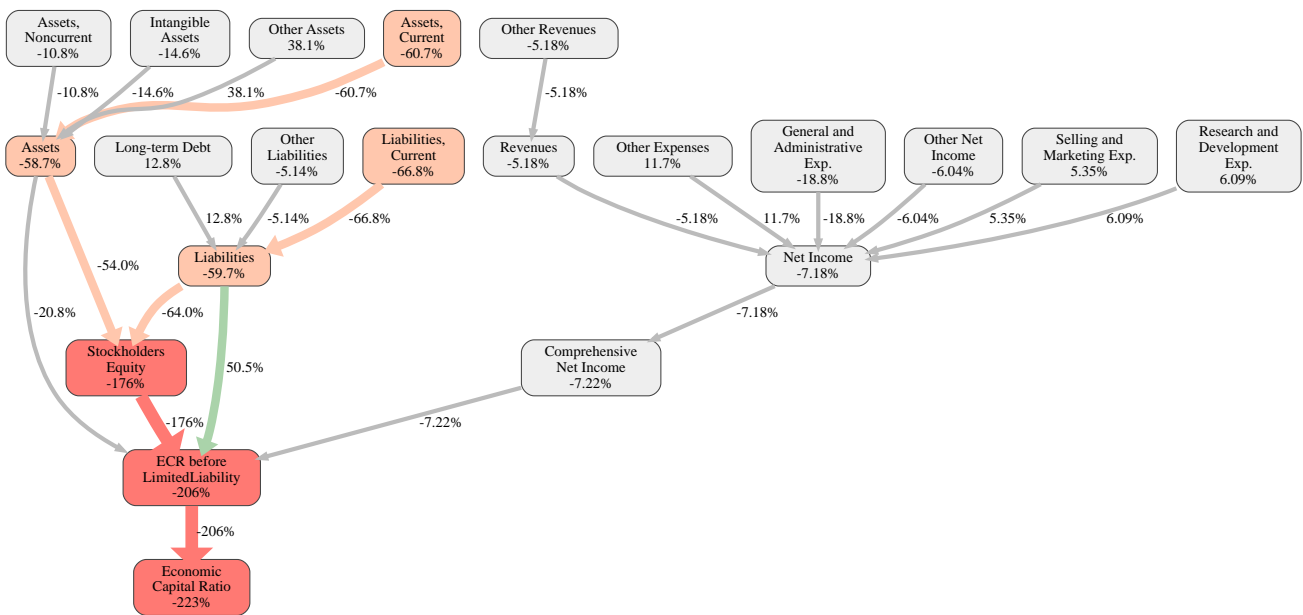 Assets,
Noncurrent
-10.8%
Intangible
Assets
-14.6%
Other Assets
38.1%
Assets,
Current
-60.7%
Other Revenues
-5.18%
-10.8%
-14.6%
38.1%
-60.7%
-5.18%
Assets
-58.7%
Long-term Debt
12.8%
Other
Liabilities
-5.14%
Liabilities,
Current
-66.8%
Revenues
-5.18%
Other Expenses
11.7%
General and
Administrative
Exp.
-18.8%
Other Net
Income
-6.04%
Selling and
Marketing Exp.
5.35%
Research and
Development
Exp.
6.09%
12.8%
-5.14%
-66.8%
-5.18%
11.7%
-18.8%
-6.04%
5.35%
6.09%
Liabilities
-59.7%
Net Income
-7.18%
-54.0%
-20.8%
-64.0%
-7.18%
Stockholders
Equity
-176%
50.5%
Comprehensive
Net Income
-7.22%
-176%
-7.22%
ECR before
LimitedLiability
-206%
-206%
Economic
Capital Ratio
-223%